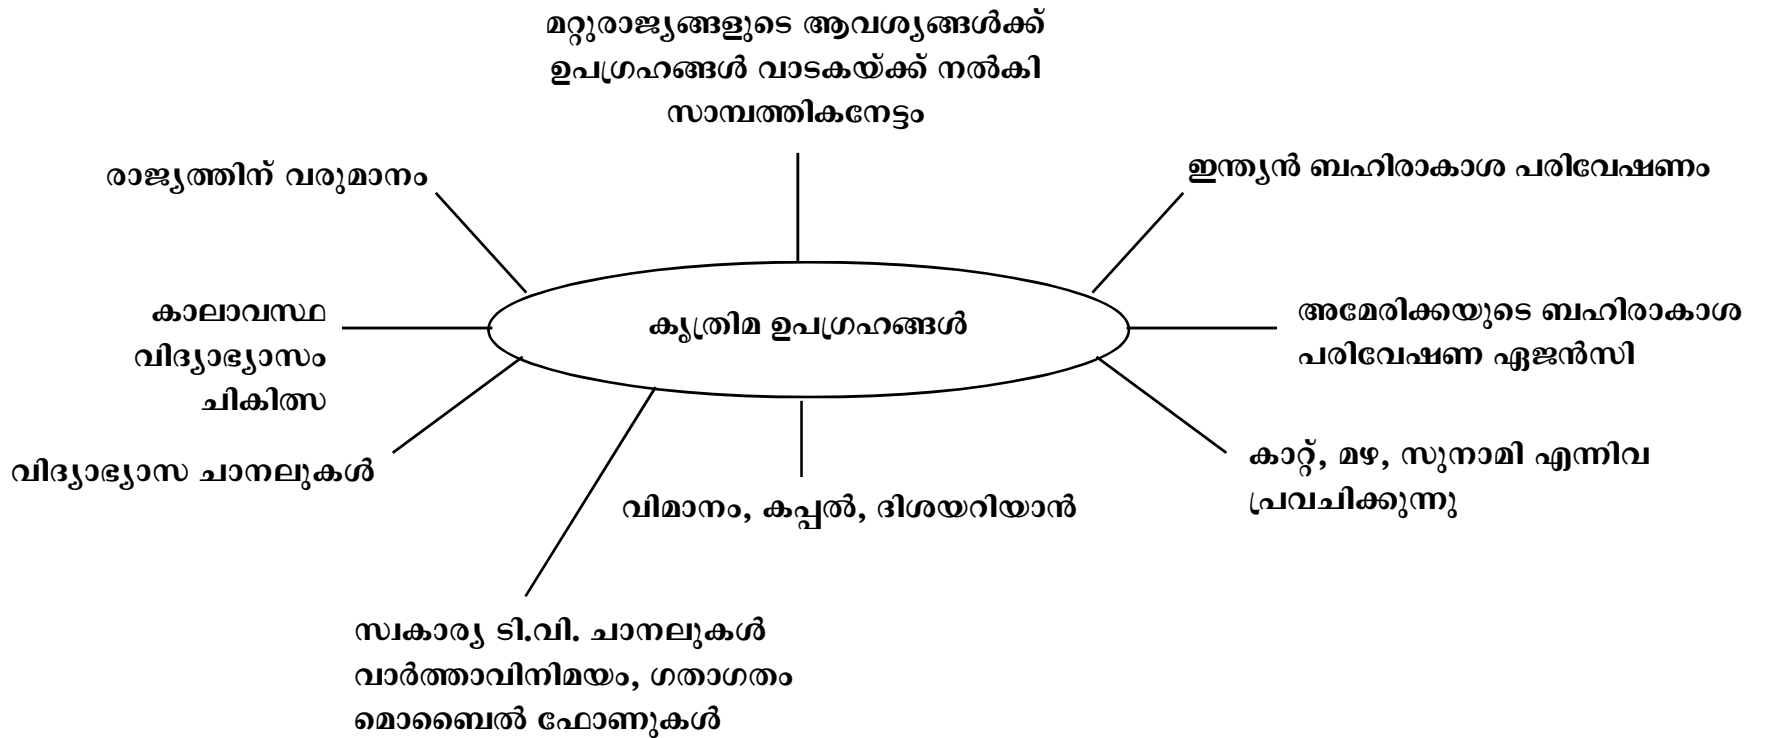 മറ്റുരാജ്യങ്ങളുടെ ആവശ്യങ്ങൾക്ക്
ഉപഗ്രഹങ്ങൾ വാടകയ്ക്ക് നൽകി
സാമ്പത്തികനേട്ടം
രാജ്യത്തിന് വരുമാനം
ഇന്ത്യൻ ബഹിരാകാശ പരിവേഷണം
കാലാവസ്ഥ
വിദ്യാഭ്യാസം
ചികിത്സ
കൃത്രിമ ഉപഗ്രഹങ്ങൾ
അമേരിക്കയുടെ ബഹിരാകാശ
പരിവേഷണ ഏജൻസി
വിദ്യാഭ്യാസ ചാനലുകൾ
വിമാനം, കപ്പൽ, ദിശയറിയാൻ
കാറ്റ്, മഴ, സുനാമി എന്നിവ
പ്രവചിക്കുന്നു
സ്വകാര്യ ടി.വി. ചാനലുകൾ
വാർത്താവിനിമയം, ഗതാഗതം
മൊബൈൽ ഫോണുകൾ